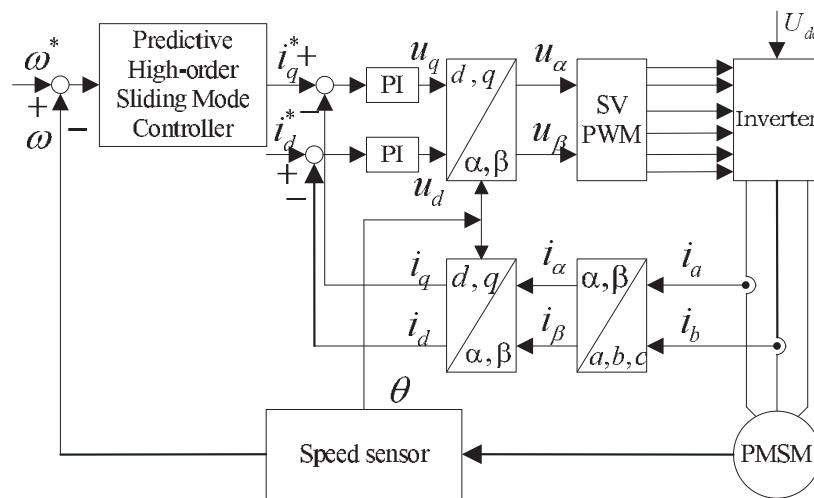 ω*
+
ω
−
Predictive
High-order
Sliding Mode
Controller
i*q
+
−
PI
uq
i*d
+
−
PI
ud
d,q
α,β
uα
uβ
SV
PWM
Udc
Inverter
iq
id
d,q
α,β
iα
iβ
α,β
a,b,c
ia
ib
θ
Speed sensor
PMSM